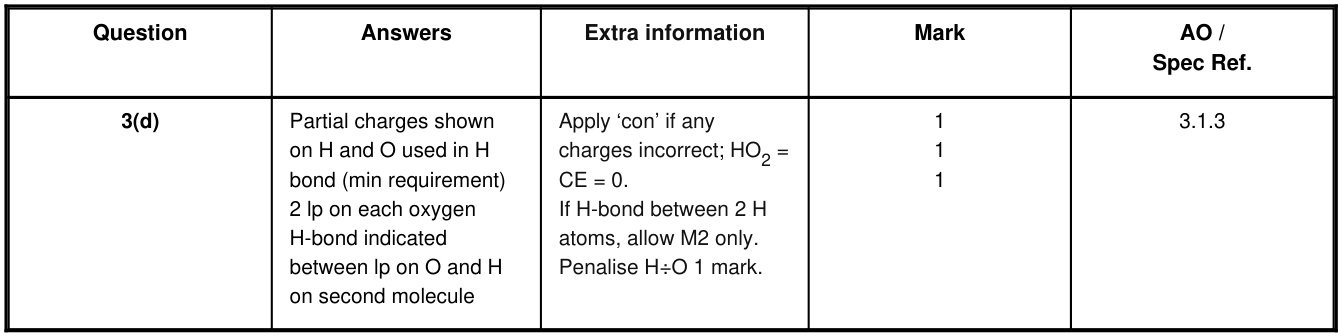 Question Answers Extra information Mark AO /
Spec Ref.
3(d)
Partial charges shown
on H and O used in H
bond (min requirement)
2 lp on each oxygen
H-bond indicated
between lp on O and H
on second molecule
Apply ‘con’ if any
charges incorrect; HO2 =
CE = 0.
If H-bond between 2 H
atoms, allow M2 only.
Penalise H÷O 1 mark.
1
1
1
3.1.3